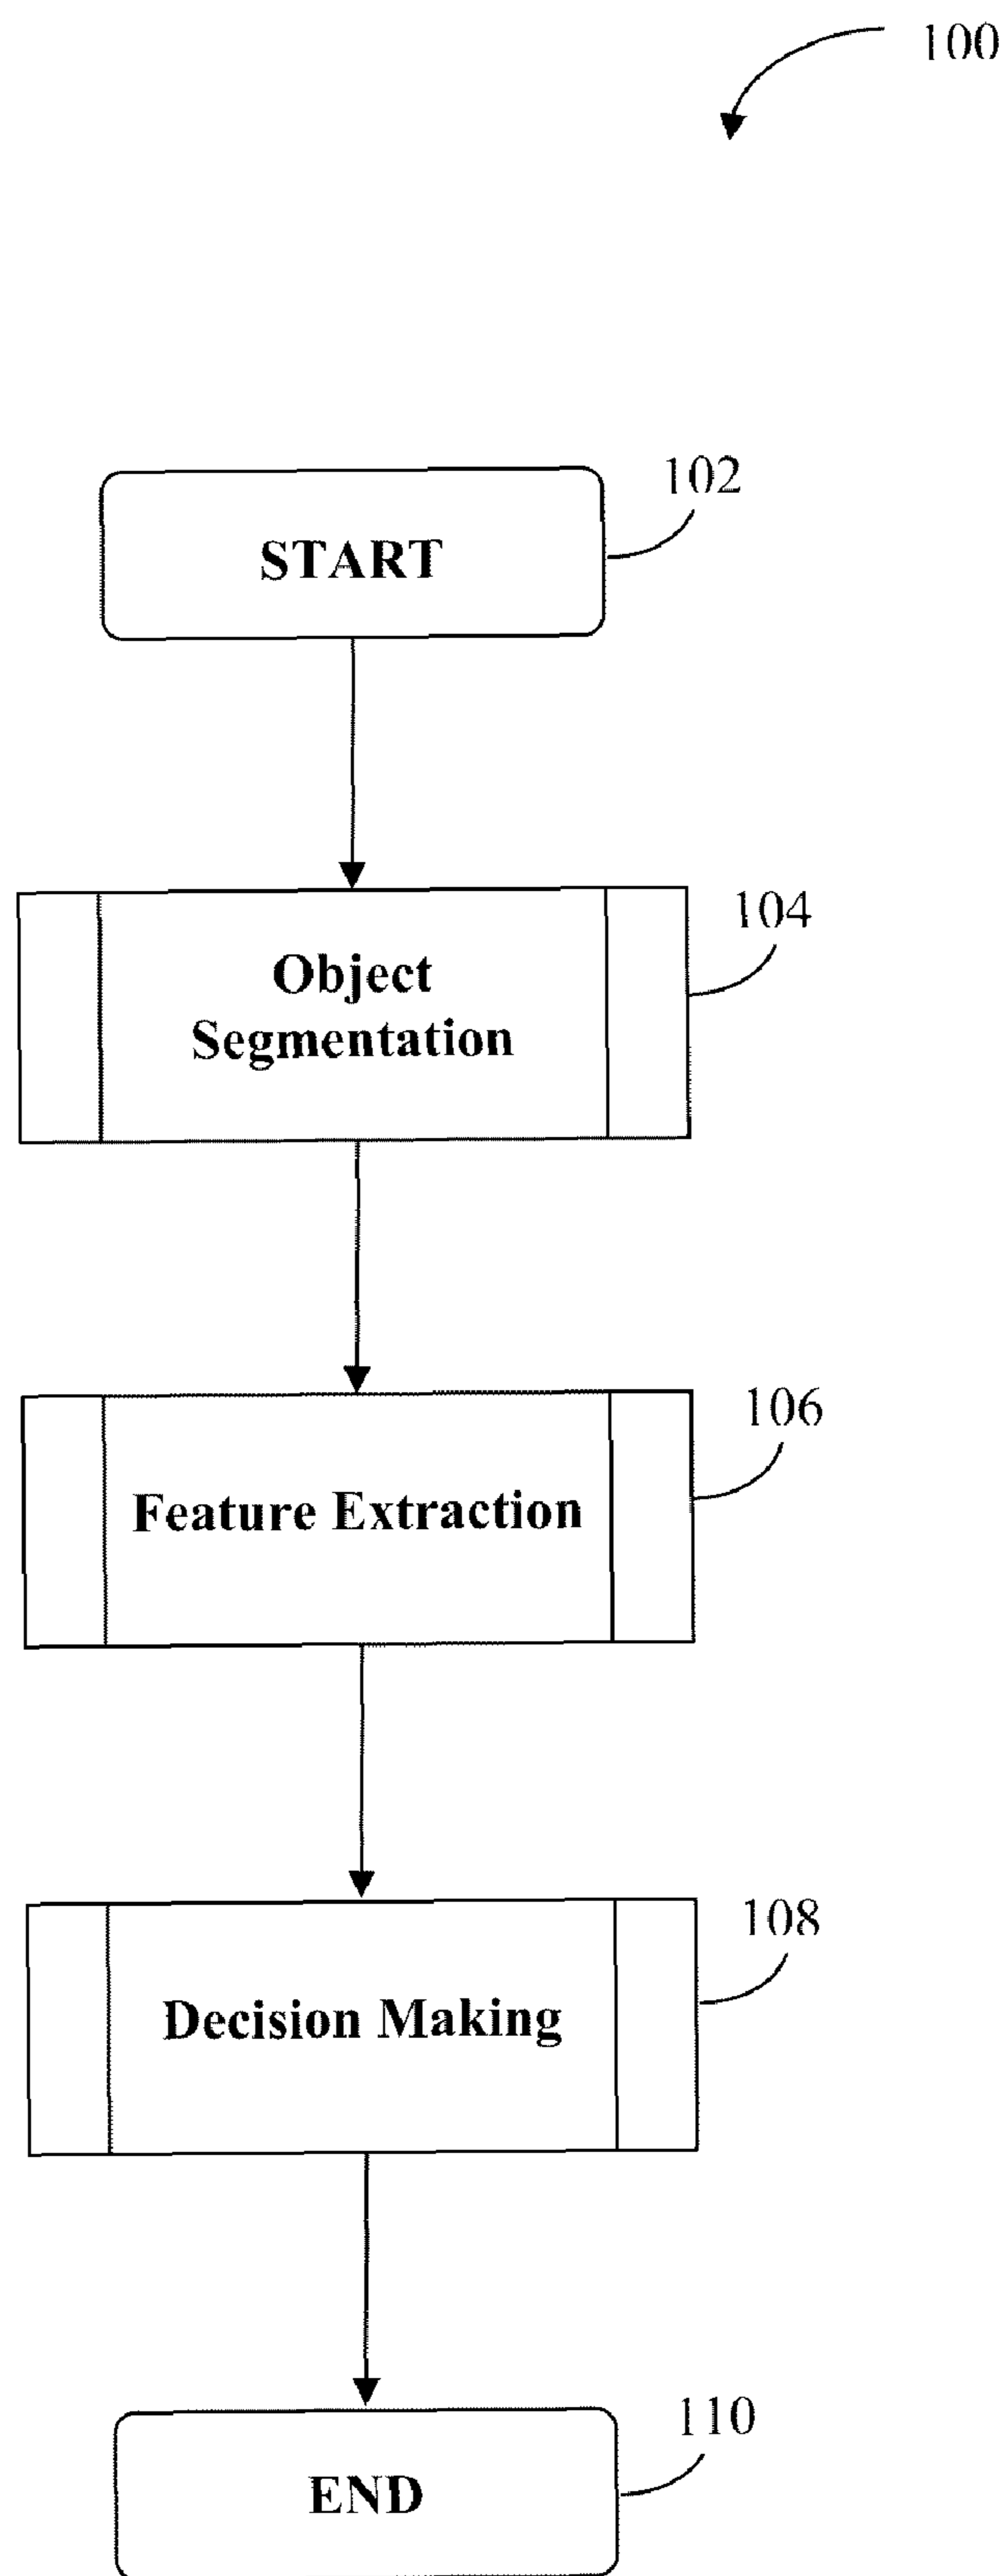 100
102
START
104
Object
Segmentation
106
Feature Extraction
108
Decision Making
110
END